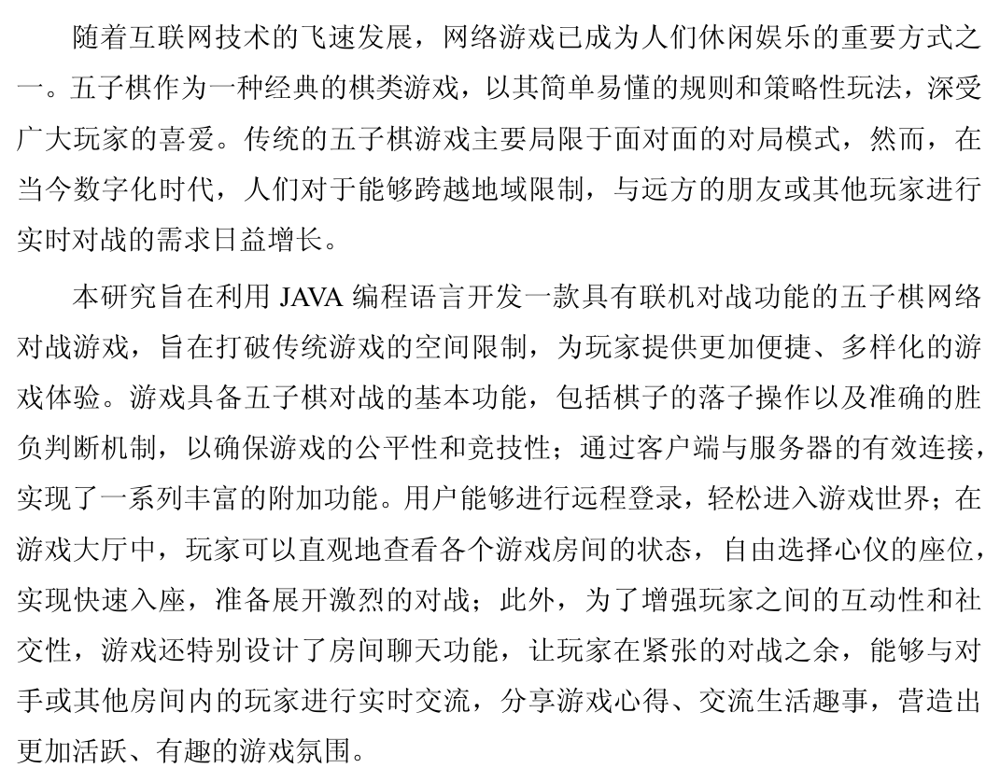 随着互联网技术的飞速发展，网络游戏已成为人们休闲娱乐的重要方式之
一。五子棋作为一种经典的棋类游戏，以其简单易懂的规则和策略性玩法，深受
广大玩家的喜爱。传统的五子棋游戏主要局限于面对面的对局模式，然而，在
当今数字化时代，人们对于能够跨越地域限制，与远方的朋友或其他玩家进行
实时对战的需求日益增长。
本研究旨在利用 JAVA 编程语言开发一款具有联机对战功能的五子棋网络
对战游戏，旨在打破传统游戏的空间限制，为玩家提供更加便捷、多样化的游
戏体验。游戏具备五子棋对战的基本功能，包括棋子的落子操作以及准确的胜
负判断机制，以确保游戏的公平性和竞技性；通过客户端与服务器的有效连接，
实现了一系列丰富的附加功能。用户能够进行远程登录，轻松进入游戏世界；在
游戏大厅中，玩家可以直观地查看各个游戏房间的状态，自由选择心仪的座位，
实现快速入座，准备展开激烈的对战；此外，为了增强玩家之间的互动性和社
交性，游戏还特别设计了房间聊天功能，让玩家在紧张的对战之余，能够与对
手或其他房间内的玩家进行实时交流，分享游戏心得、交流生活趣事，营造出
更加活跃、有趣的游戏氛围。